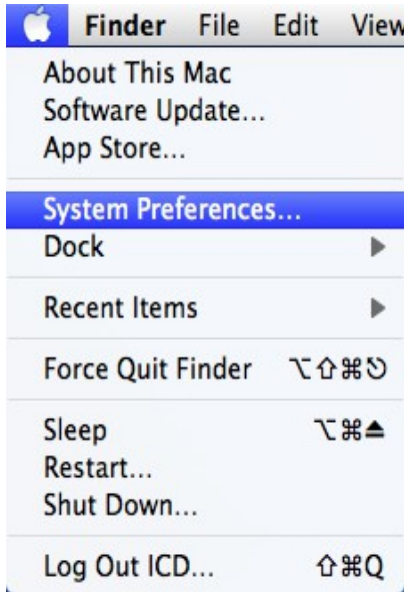 Finder File Edit View
About This Mac
Software Update...
App Store...
System Preferences...
Dock
Recent Items
Force Quit Finder ⌥⇧⌘⎋
Sleep ⌥⌘⏏
Restart...
Shut Down...
Log Out ICD... ⇧⌘Q